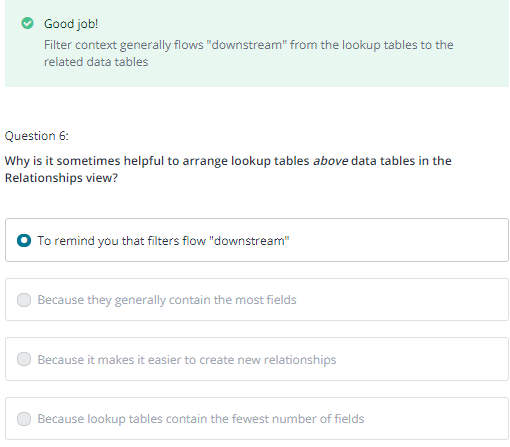 Good job!
Filter context generally flows "downstream" from the lookup tables to the
related data tables
Question 6:
Why is it sometimes helpful to arrange lookup tables above data tables in the
Relationships view?
To remind you that filters flow "downstream"
Because they generally contain the most fields
Because it makes it easier to create new relationships
Because lookup tables contain the fewest number of fields